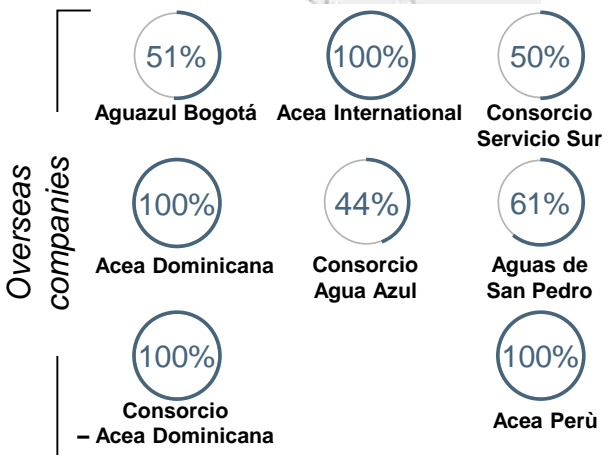 51%
100%
50%
Aguazul Bogotá
Acea International
Consorcio
Servicio Sur
Overseas
companies
100%
44%
61%
Acea Dominicana
Consorcio
Agua Azul
Aguas de
San Pedro
100%
100%
Consorcio
– Acea Dominicana
Acea Perù